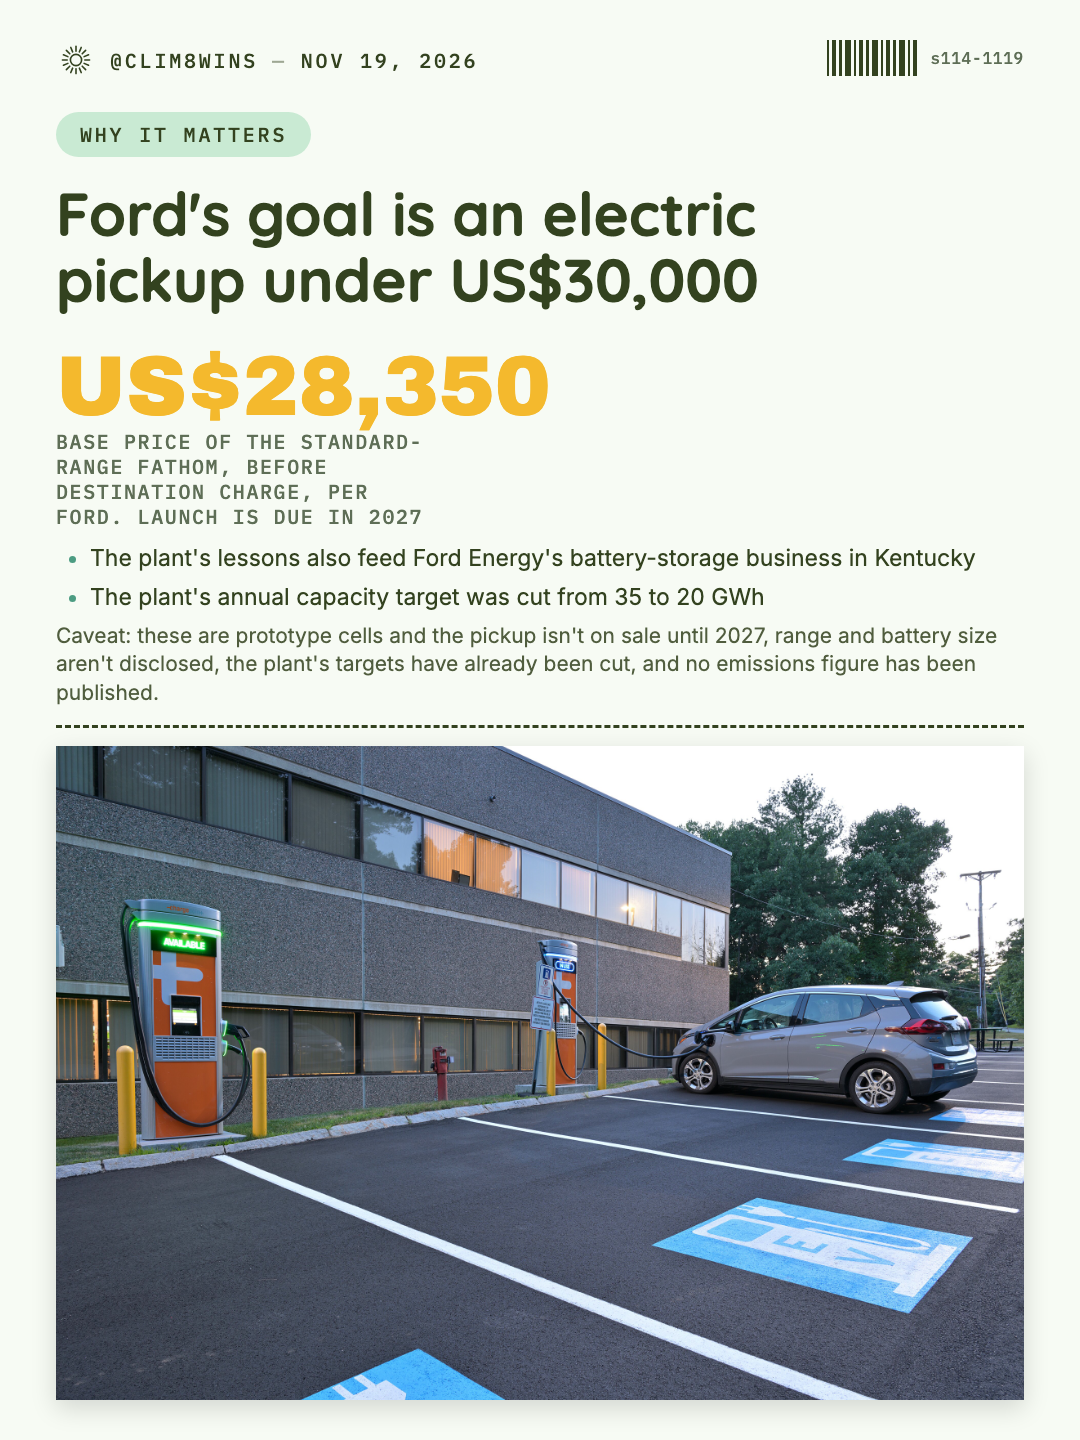 @CLIM8WINS — NOV 19, 2026
s114-1119
WHY IT MATTERS
Ford's goal is an electric
pickup under US$30,000
US$28,350
BASE PRICE OF THE STANDARD-
RANGE FATHOM, BEFORE
DESTINATION CHARGE, PER
FORD. LAUNCH IS DUE IN 2027
• The plant's lessons also feed Ford Energy's battery-storage business in Kentucky
• The plant's annual capacity target was cut from 35 to 20 GWh
Caveat: these are prototype cells and the pickup isn't on sale until 2027, range and battery size
aren't disclosed, the plant's targets have already been cut, and no emissions figure has been
published.
AVAILABLE
EV